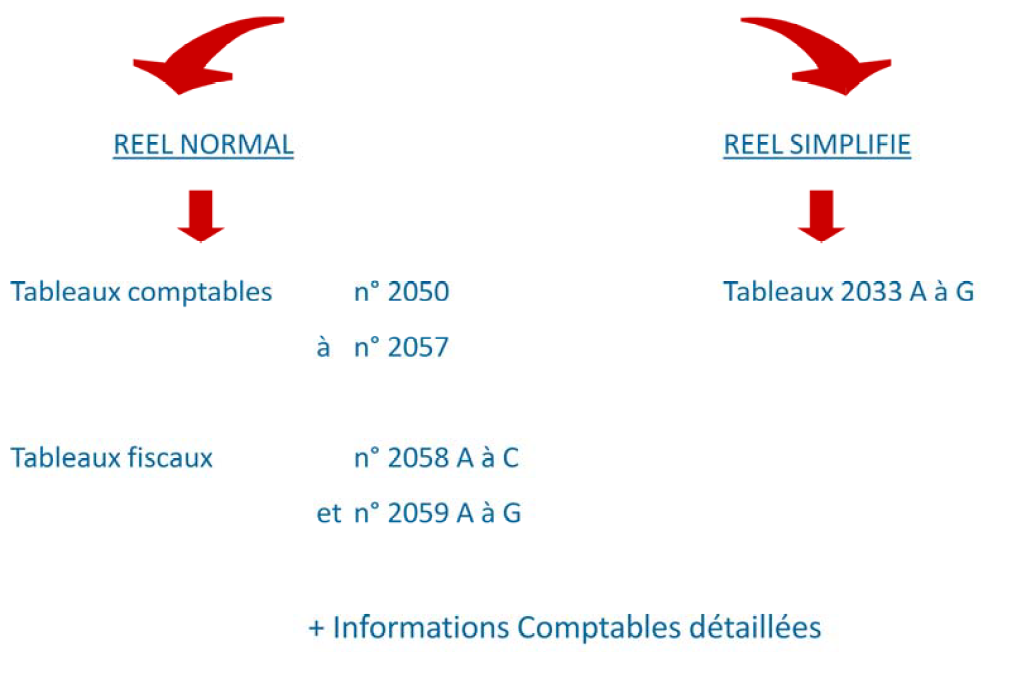 REEL NORMAL REEL SIMPLIFIE
Tableaux comptables n° 2050 Tableaux 2033 A à G
à n° 2057
Tableaux fiscaux n° 2058 A à C
et n° 2059 A à G
+ Informations Comptables détaillées